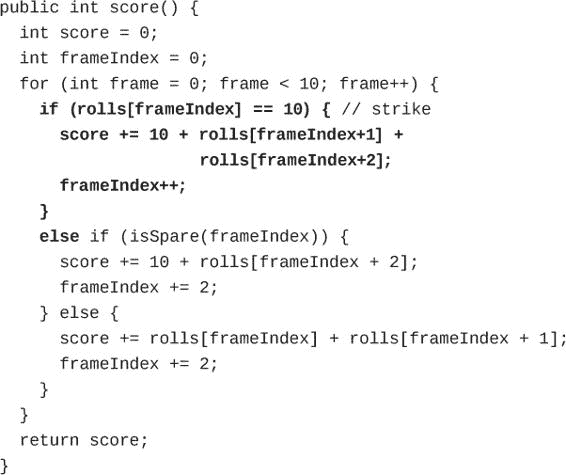 public int score() {
  int score = 0;
  int frameIndex = 0;
  for (int frame = 0; frame < 10; frame++) {
    if (rolls[frameIndex] == 10) { // strike
      score += 10 + rolls[frameIndex+1] +
                    rolls[frameIndex+2];
      frameIndex++;
    }
    else if (isSpare(frameIndex)) {
      score += 10 + rolls[frameIndex + 2];
      frameIndex += 2;
    } else {
      score += rolls[frameIndex] + rolls[frameIndex + 1];
      frameIndex += 2;
    }
  }
  return score;
}